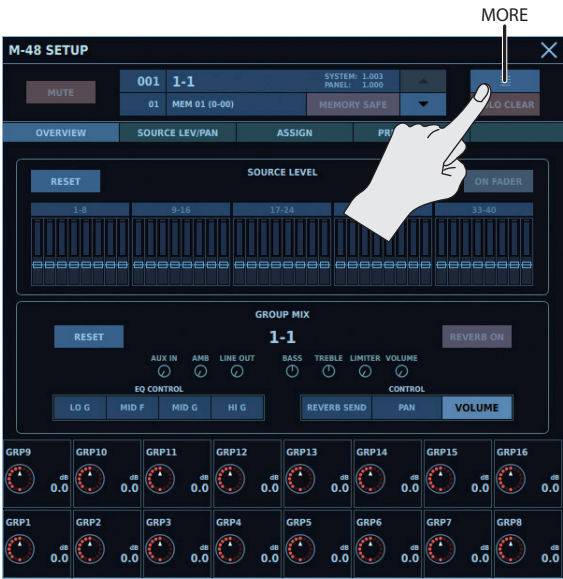 MORE
M-48 SETUP
MUTE
001 1-1 SYSTEM: 1.003
PANEL: 1.000
01 MEM 01 (0-00) MEMORY SAFE
LO CLEAR
OVERVIEW SOURCE LEV/PAN ASSIGN PR
SOURCE LEVEL
RESET ON FADER
1-8 9-16 17-24 33-40
GROUP MIX
RESET 1-1 REVERB ON
AUX IN AMB LINE OUT BASS TREBLE LIMITER VOLUME
EQ CONTROL CONTROL
LO G MID F MID G HI G REVERB SEND PAN VOLUME
GRP9 GRP10 GRP11 GRP12 GRP13 GRP14 GRP15 GRP16
dB dB dB dB dB dB dB dB
0.0 0.0 0.0 0.0 0.0 0.0 0.0 0.0
GRP1 GRP2 GRP3 GRP4 GRP5 GRP6 GRP7 GRP8
dB dB dB dB dB dB dB dB
0.0 0.0 0.0 0.0 0.0 0.0 0.0 0.0